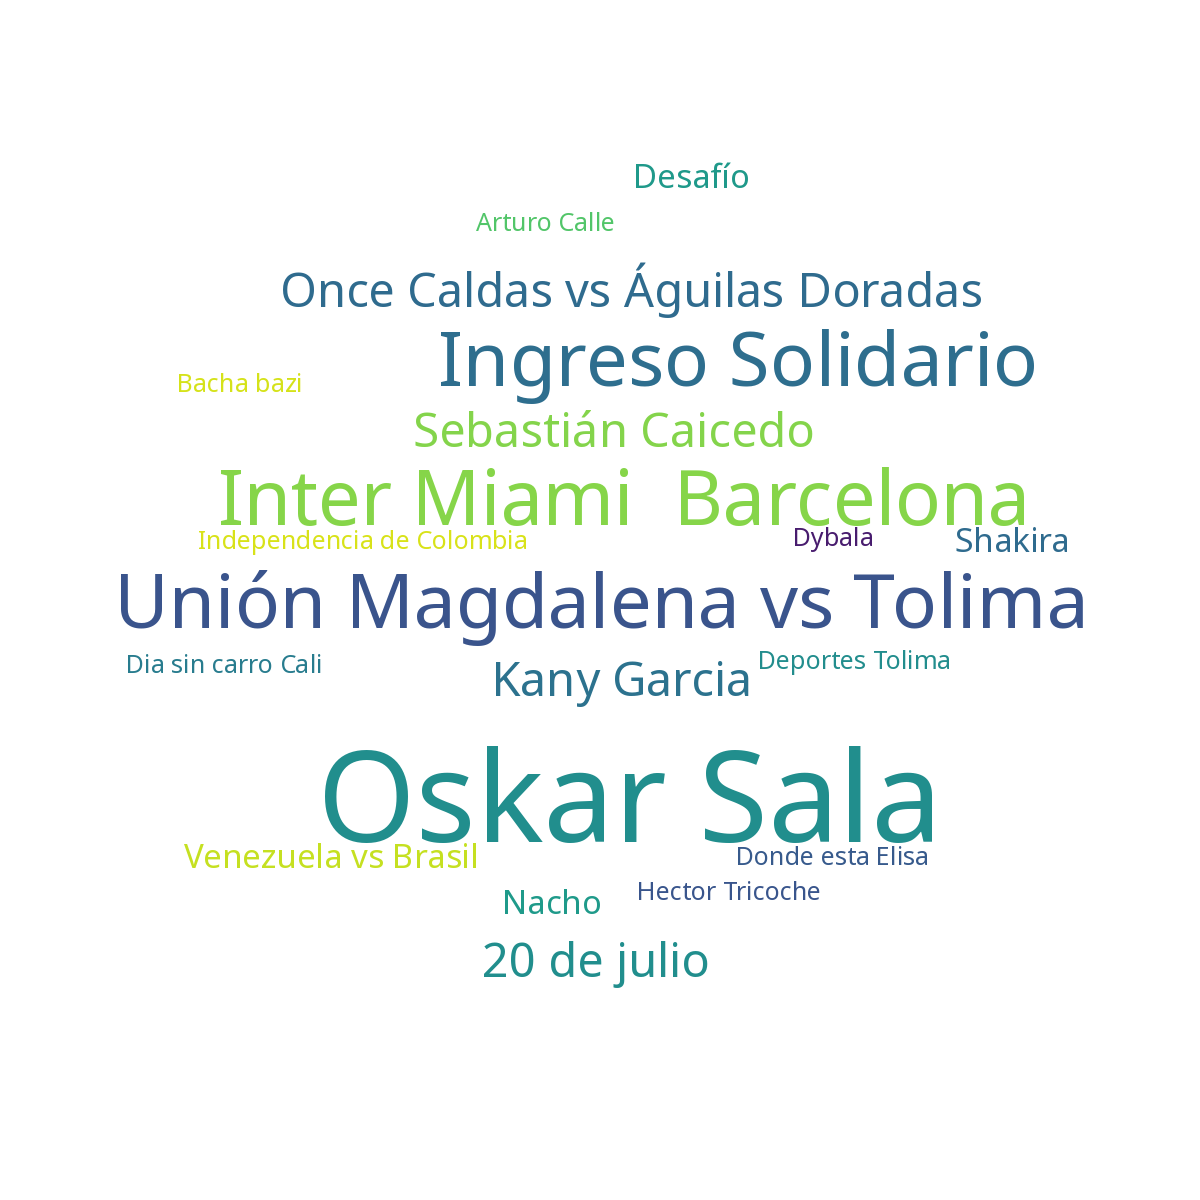 Desafío
Arturo Calle
Once Caldas vs Águilas Doradas
Ingreso Solidario
Bacha bazi
Sebastián Caicedo
Inter Miami  Barcelona
Independencia de Colombia
Dybala
Shakira
Unión Magdalena vs Tolima
Dia sin carro Cali
Kany Garcia
Deportes Tolima
Oskar Sala
Venezuela vs Brasil
Donde esta Elisa
Nacho
Hector Tricoche
20 de julio